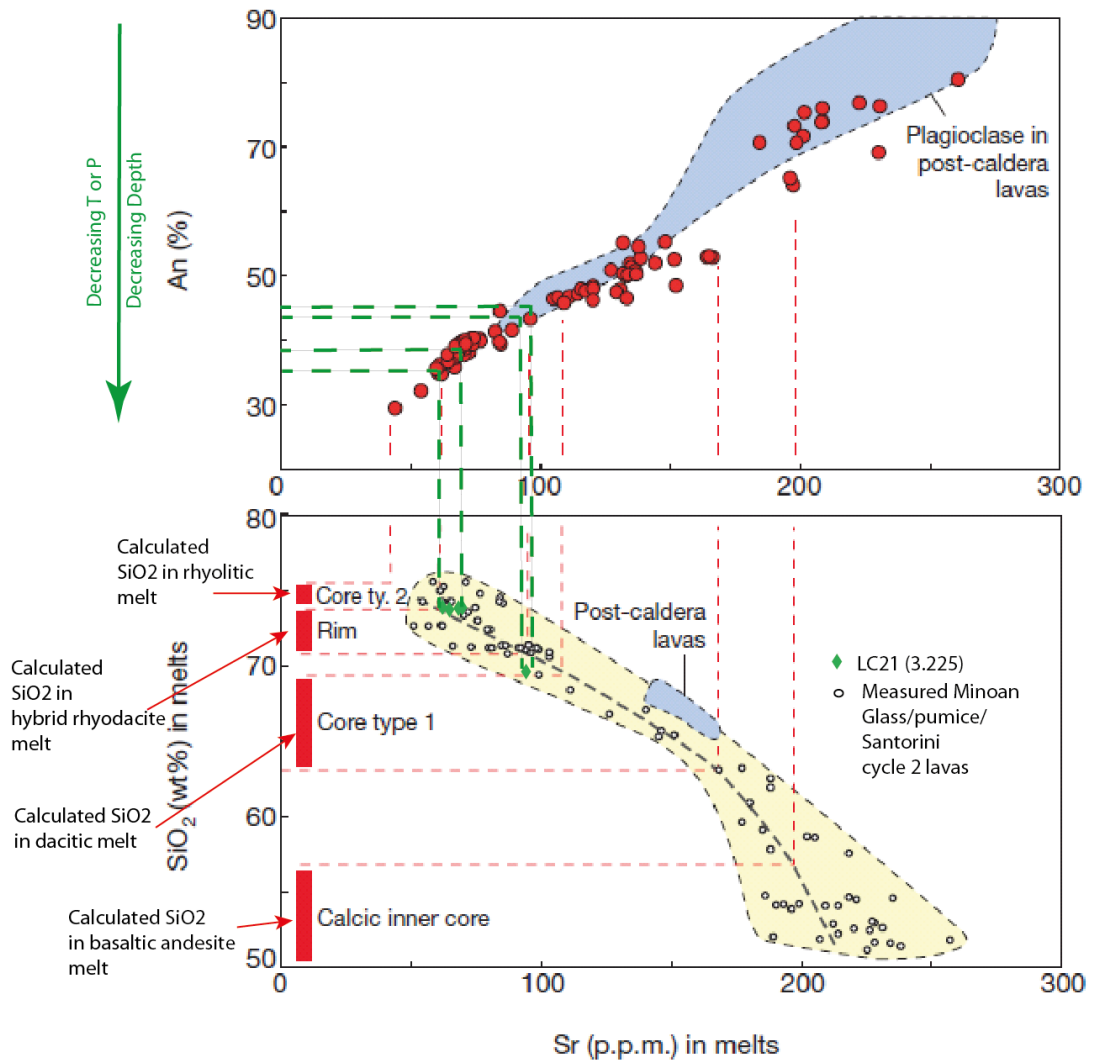 90
70
50
30
An (%)
Decreasing T or P
Decreasing Depth
Plagioclase in
post-caldera
lavas
0
100
200
300
80
70
60
50
SiO₂ (wt%) in melts
Calculated
SiO2 in rhyolitic
melt
Core ty. 2
Rim
Calculated
SiO2 in
hybrid rhyodacite
melt
Core type 1
Calculated SiO2
in dacitic melt
Calcic inner core
Calculated SiO2
in basaltic andesite
melt
Post-caldera
lavas
LC21 (3.225)
Measured Minoan
Glass/pumice/
Santorini
cycle 2 lavas
0
100
200
300
Sr (p.p.m.) in melts